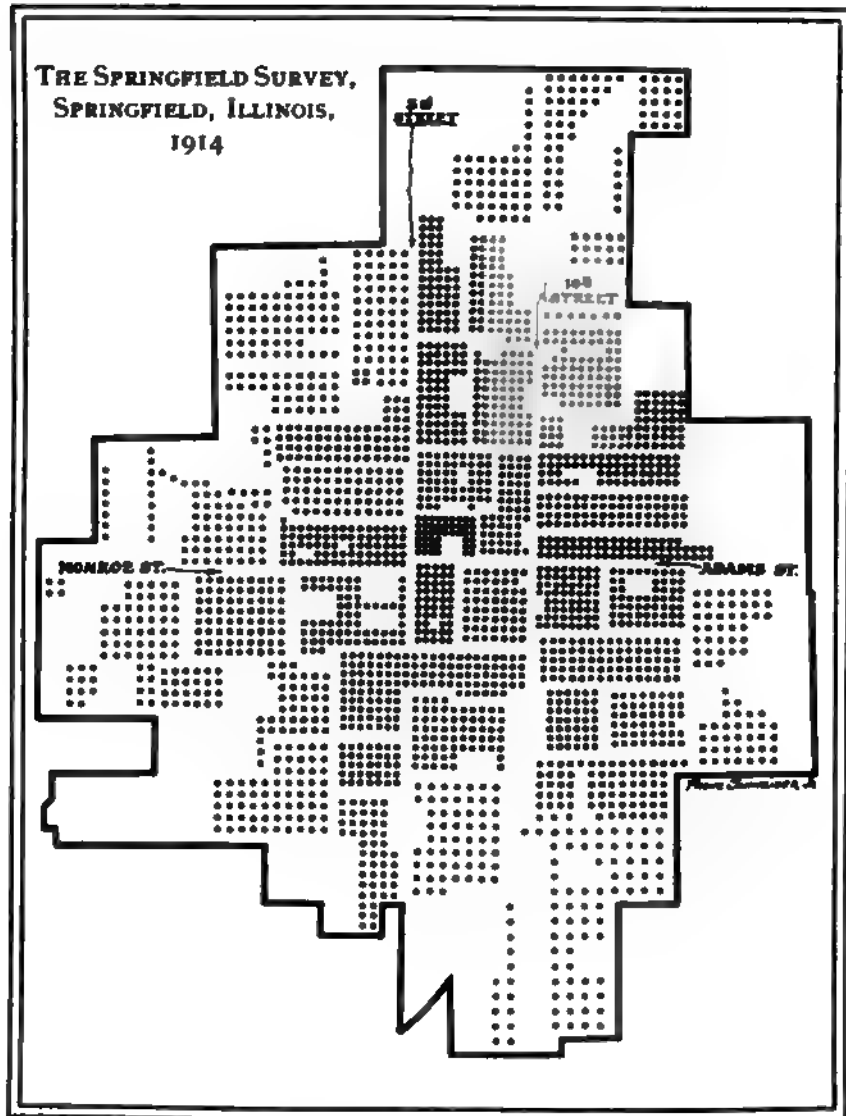 THE SPRINGFIELD SURVEY,
SPRINGFIELD, ILLINOIS,
1914
STREET
STREET
MONROE ST.
ADAMS ST.